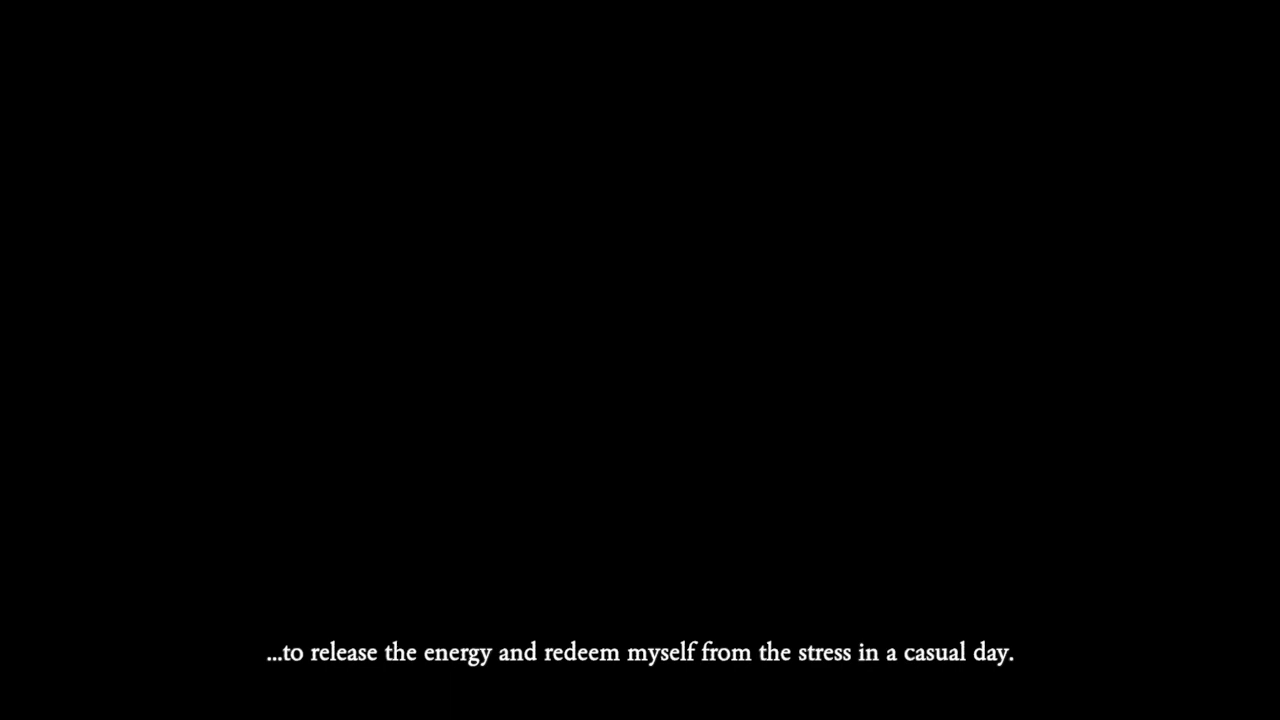 ...to release the energy and redeem myself from the stress in a casual day.